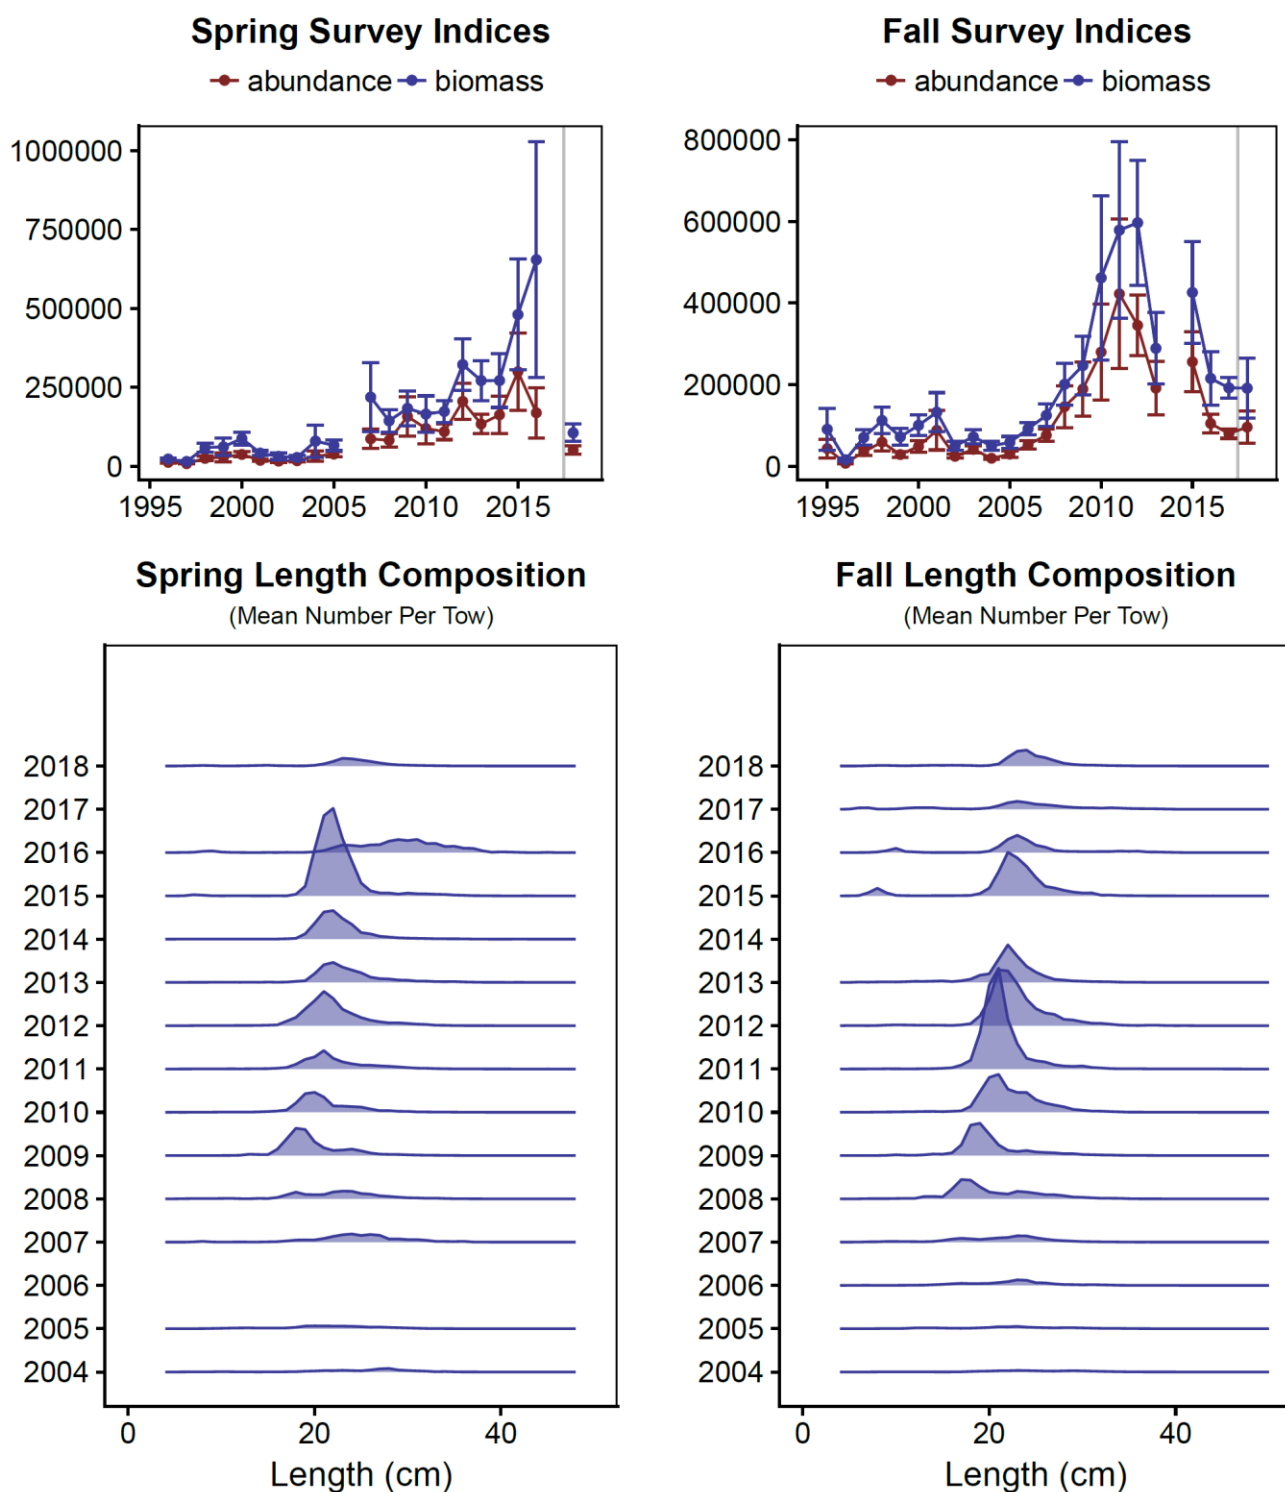 Spring Survey Indices
abundance biomass
1000000
750000
500000
250000
0
1995 2000 2005 2010 2015
Fall Survey Indices
abundance biomass
800000
600000
400000
200000
0
1995 2000 2005 2010 2015
Spring Length Composition
(Mean Number Per Tow)
2018
2017
2016
2015
2014
2013
2012
2011
2010
2009
2008
2007
2006
2005
2004
0 20 40
Length (cm)
Fall Length Composition
(Mean Number Per Tow)
2018
2017
2016
2015
2014
2013
2012
2011
2010
2009
2008
2007
2006
2005
2004
0 20 40
Length (cm)